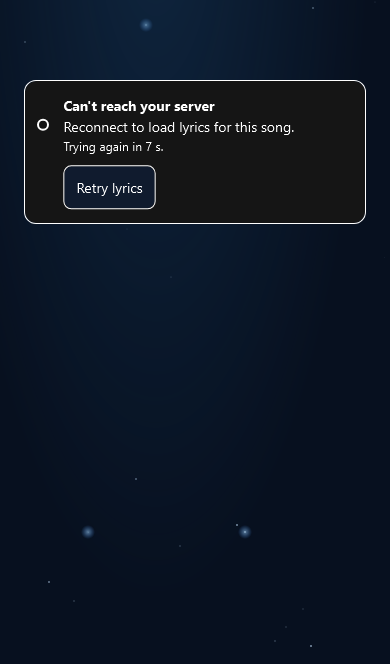 Can't reach your server
Reconnect to load lyrics for this song.
Trying again in 7 s.
Retry lyrics